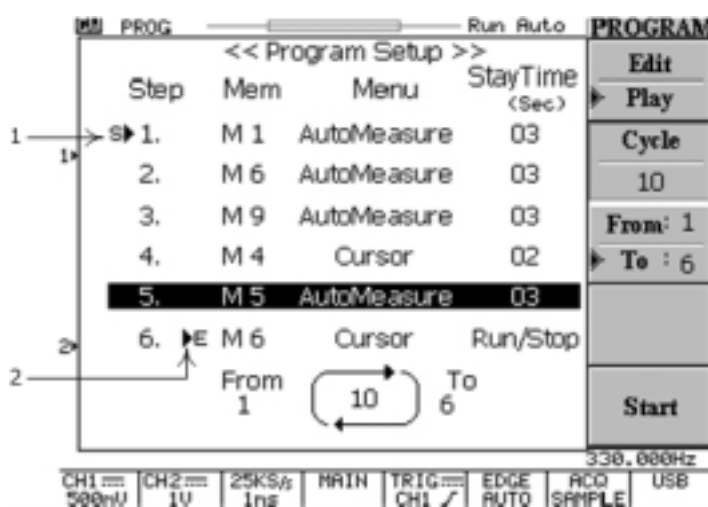 PROG Run Auto PROGRAM
<< Program Setup >>
Step Mem Menu StayTime (Sec)
1 S 1. M 1 AutoMeasure 03
1
2. M 6 AutoMeasure 03
3. M 9 AutoMeasure 03
4. M 4 Cursor 02
5. M 5 AutoMeasure 03
2 6. E M 6 Cursor Run/Stop
2
From 1 10 To 6
Edit
Play
Cycle
10
From: 1
To : 6
Start
330.000Hz
CH1 500mV CH2 1V 25KS/s 1ns MAIN TRIG CH1 EDGE AUTO ACQ SAMPLE USB